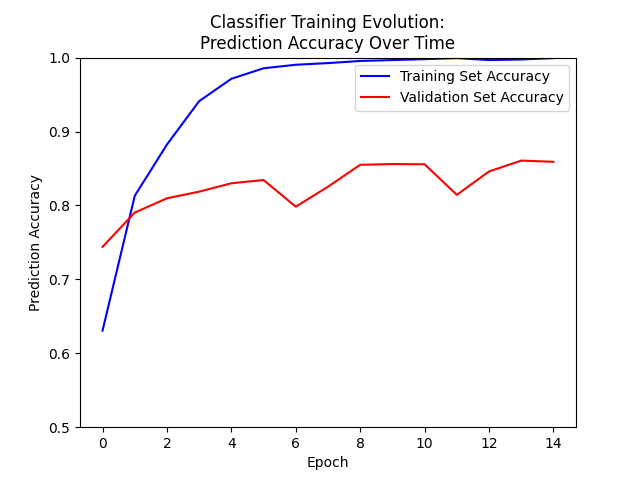 Classifier Training Evolution:
Prediction Accuracy Over Time
Training Set Accuracy
Validation Set Accuracy
Prediction Accuracy
1.0
0.9
0.8
0.7
0.6
0.5
0 2 4 6 8 10 12 14
Epoch